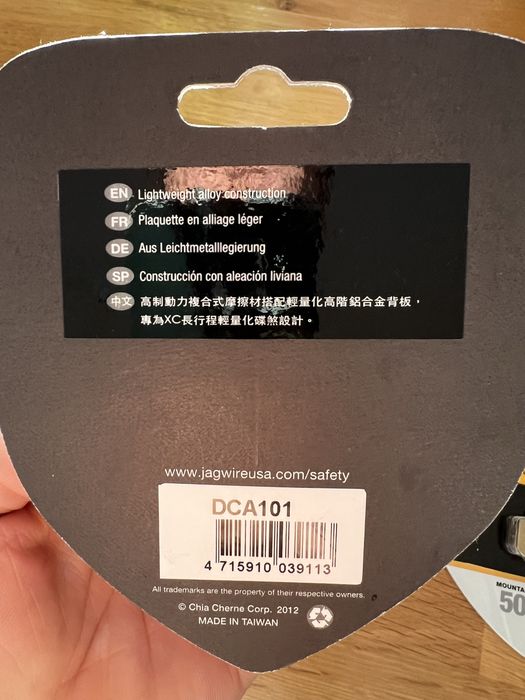 EN Lightweight alloy construction
FR Plaquette en alliage léger
DE Aus Leichtmetalllegierung
SP Construcción con aleación liviana
中文 高制動力複合式摩擦材搭配輕量化高階鋁合金背板，
專為XC長行程輕量化碟煞設計。
www.jagwireusa.com/safety
DCA101
4 715910 039113
All trademarks are the property of their respective owners.
© Chia Cherne Corp. 2012
MADE IN TAIWAN
50